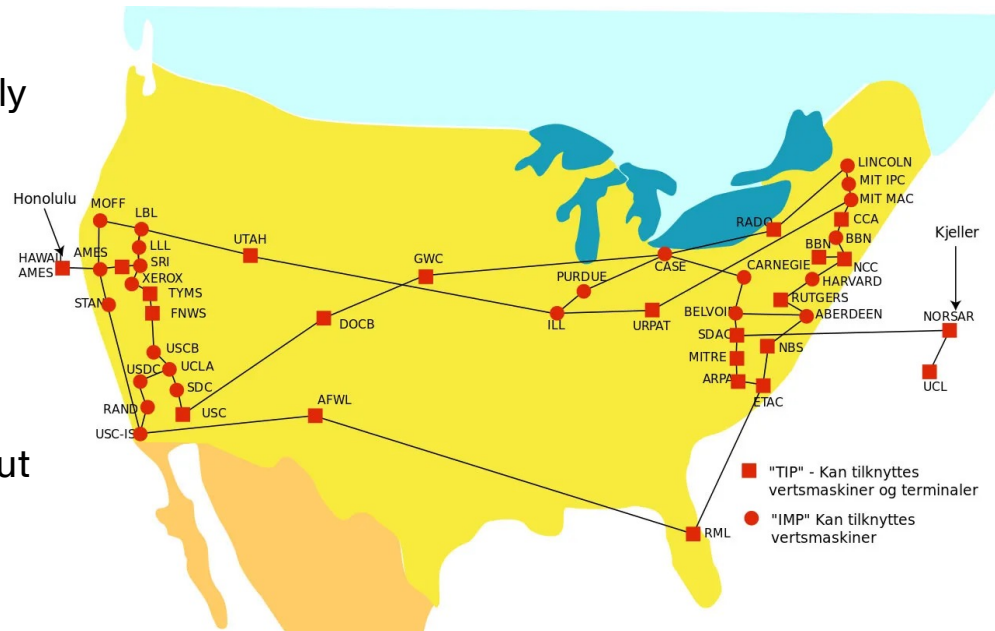 ly
ut
Honolulu
HAWAII
AMES
MOFF
AMES
STAN
LBL
LLL
SRI
XEROX
TYMS
FNWS
USCB
USDC
UCLA
SDC
RAND
USC
USC-IS
UTAH
DOCB
GWC
AFWL
PURDUE
ILL
URPAT
CASE
RADC
LINCOLN
MIT IPC
MIT MAC
CCA
BBN
BBN
NCC
HARVARD
CARNEGIE
RUTGERS
ABERDEEN
BELVOI
SDAC
MITRE
ARPA
NBS
ETAC
RML
Kjeller
NORSAR
UCL
"TIP" - Kan tilknyttes
vertsmaskiner og terminaler
"IMP" Kan tilknyttes
vertsmaskiner